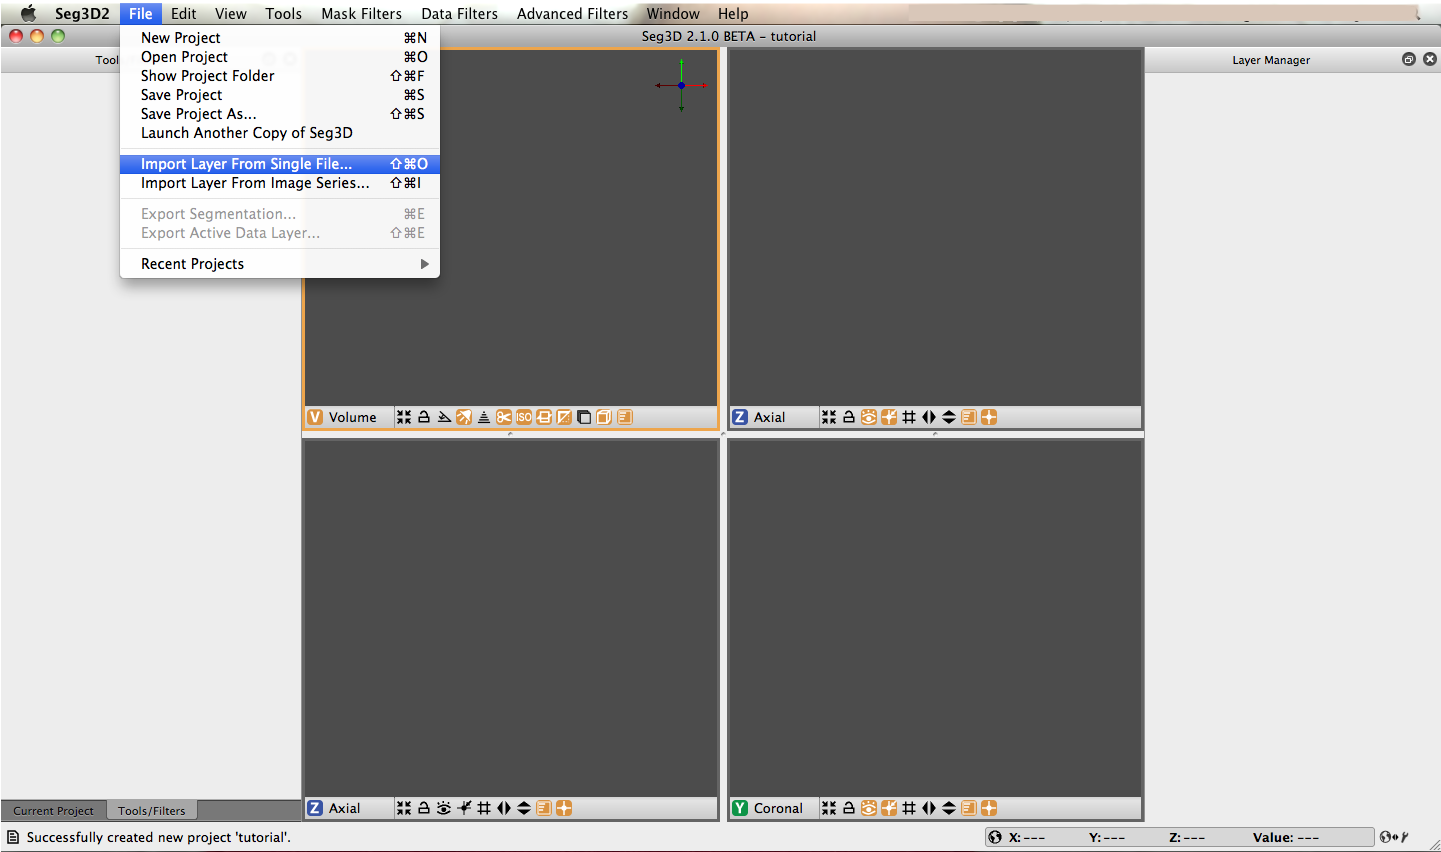 Seg3D2 File Edit View Tools Mask Filters Data Filters Advanced Filters Window Help
Seg3D 2.1.0 BETA - tutorial
Tool
Layer Manager
New Project ⌘N
Open Project ⌘O
Show Project Folder ⇧⌘F
Save Project ⌘S
Save Project As... ⇧⌘S
Launch Another Copy of Seg3D
Import Layer From Single File... ⇧⌘O
Import Layer From Image Series... ⇧⌘I
Export Segmentation... ⌘E
Export Active Data Layer... ⇧⌘E
Recent Projects
V Volume ISO
Z Axial
Z Axial
Y Coronal
Current Project Tools/Filters
Successfully created new project 'tutorial'.
X: --- Y: --- Z: --- Value: ---